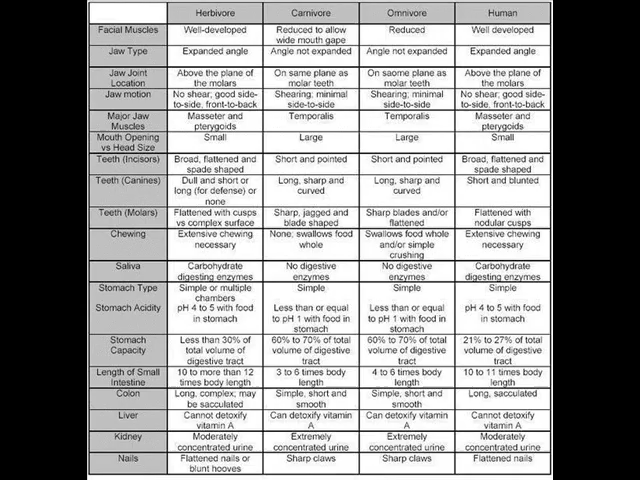 Herbivore Carnivore Omnivore Human
Facial Muscles Well-developed Reduced to allow wide mouth gape Reduced Well developed
Jaw Type Expanded angle Angle not expanded Angle not expanded Expanded angle
Jaw Joint Location Above the plane of the molars On same plane as molar teeth On saome plane as molar teeth Above the plane of the molars
Jaw motion No shear; good side-to-side, front-to-back Shearing; minimal side-to-side Shearing; minimal side-to-side No shear; good side-to-side, front-to-back
Major Jaw Muscles Masseter and pterygoids Temporalis Temporalis Masseter and pterygoids
Mouth Opening vs Head Size Small Large Large Small
Teeth (Incisors) Broad, flattened and spade shaped Short and pointed Short and pointed Broad, flattened and spade shaped
Teeth (Canines) Dull and short or long (for defense) or none Long, sharp and curved Long, sharp and curved Short and blunted
Teeth (Molars) Flattened with cusps vs complex surface Sharp, jagged and blade shaped Sharp blades and/or flattened Flattened with nodular cusps
Chewing Extensive chewing necessary None; swallows food whole Swallows food whole and/or simple crushing Extensive chewing necessary
Saliva Carbohydrate digesting enzymes No digestive enzymes No digestive enzymes Carbohydrate digesting enzymes
Stomach Type Simple or multiple chambers Simple Simple Simple
Stomach Acidity pH 4 to 5 with food in stomach Less than or equal to pH 1 with food in stomach Less than or equal to pH 1 with food in stomach pH 4 to 5 with food in stomach
Stomach Capacity Less than 30% of total volume of digestive tract 60% to 70% of total volume of digestive tract 60% to 70% of total volume of digestive tract 21% to 27% of total volume of digestive tract
Length of Small Intestine 10 to more than 12 times body length 3 to 6 times body length 4 to 6 times body length 10 to 11 times body length
Colon Long, complex; may be sacculated Simple, short and smooth Simple, short and smooth Long, sacculated
Liver Cannot detoxify vitamin A Can detoxify vitamin A Can detoxify vitamin A Cannot detoxify vitamin A
Kidney Moderately concentrated urine Extremely concentrated urine Extremely concentrated urine Moderately concentrated urine
Nails Flattened nails or blunt hooves Sharp claws Sharp claws Flattened nails